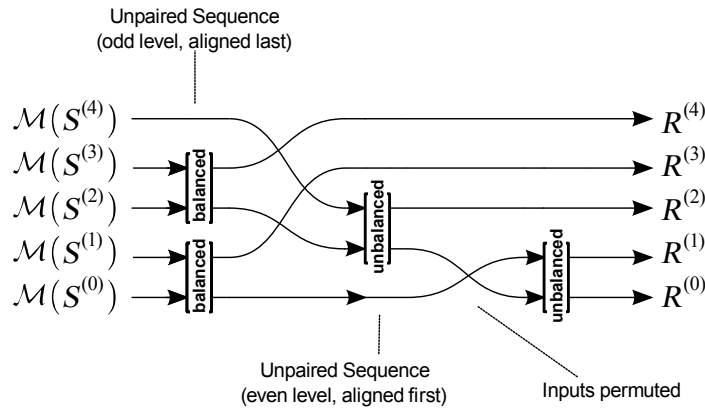 Unpaired Sequence
(odd level, aligned last)
ℳ(S^(4)) R^(4)
ℳ(S^(3)) balanced R^(3)
ℳ(S^(2)) unbalanced R^(2)
ℳ(S^(1)) balanced unbalanced R^(1)
ℳ(S^(0)) R^(0)
Unpaired Sequence
(even level, aligned first)
Inputs permuted